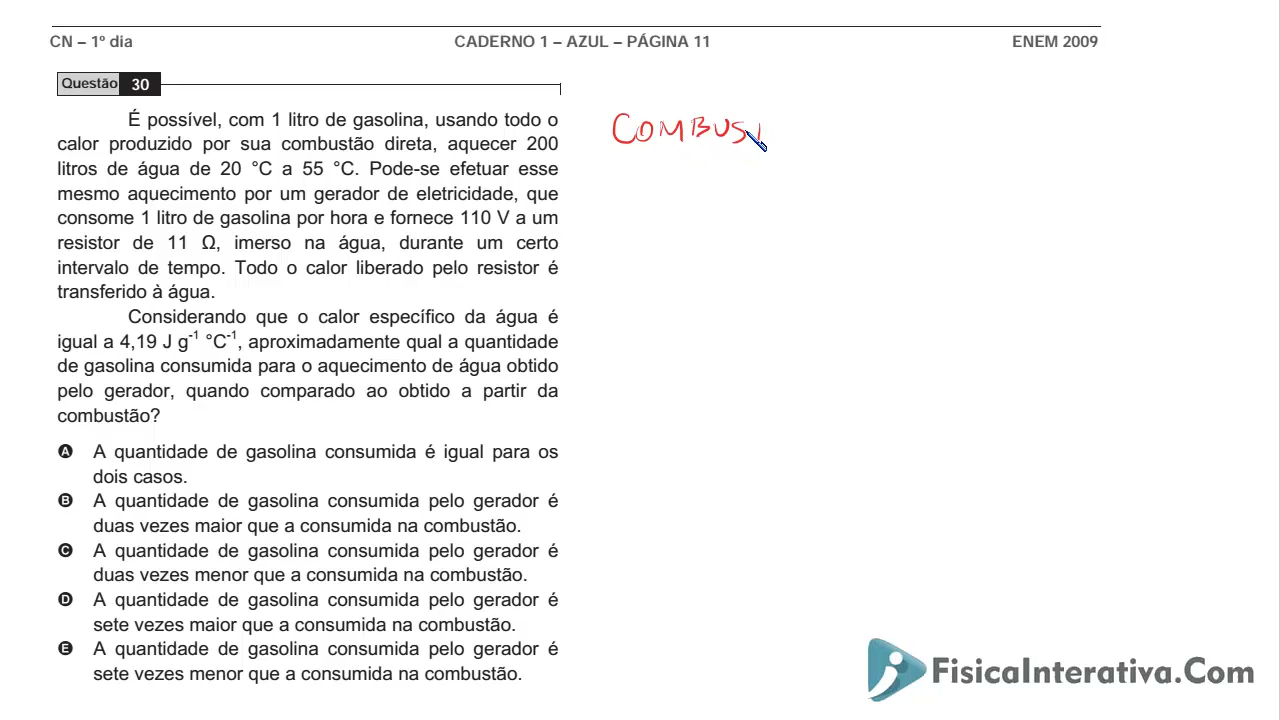 CN – 1º dia
CADERNO 1 – AZUL – PÁGINA 11
ENEM 2009
Questão 30
É possível, com 1 litro de gasolina, usando todo o
calor produzido por sua combustão direta, aquecer 200
litros de água de 20 °C a 55 °C. Pode-se efetuar esse
mesmo aquecimento por um gerador de eletricidade, que
consome 1 litro de gasolina por hora e fornece 110 V a um
resistor de 11 Ω, imerso na água, durante um certo
intervalo de tempo. Todo o calor liberado pelo resistor é
transferido à água.
Considerando que o calor específico da água é
igual a 4,19 J g⁻¹ °C⁻¹, aproximadamente qual a quantidade
de gasolina consumida para o aquecimento de água obtido
pelo gerador, quando comparado ao obtido a partir da
combustão?
A A quantidade de gasolina consumida é igual para os
dois casos.
B A quantidade de gasolina consumida pelo gerador é
duas vezes maior que a consumida na combustão.
C A quantidade de gasolina consumida pelo gerador é
duas vezes menor que a consumida na combustão.
D A quantidade de gasolina consumida pelo gerador é
sete vezes maior que a consumida na combustão.
E A quantidade de gasolina consumida pelo gerador é
sete vezes menor que a consumida na combustão.
COMBUS
FisicaInterativa.Com